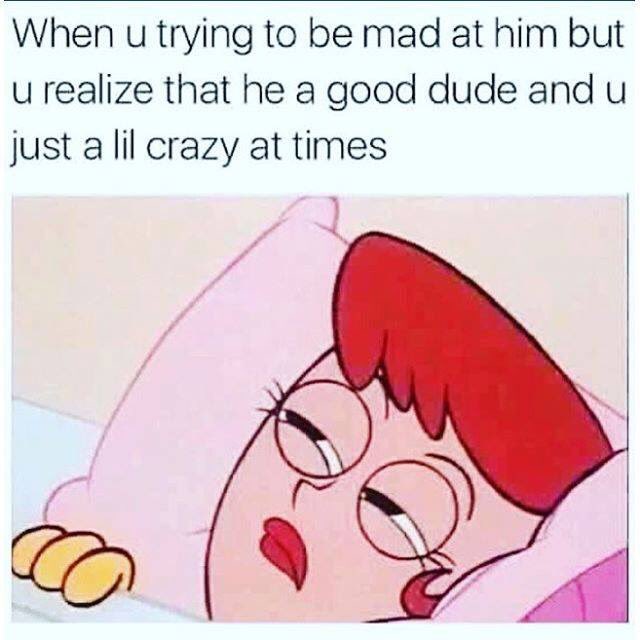 When u trying to be mad at him but
u realize that he a good dude and u
just a lil crazy at times